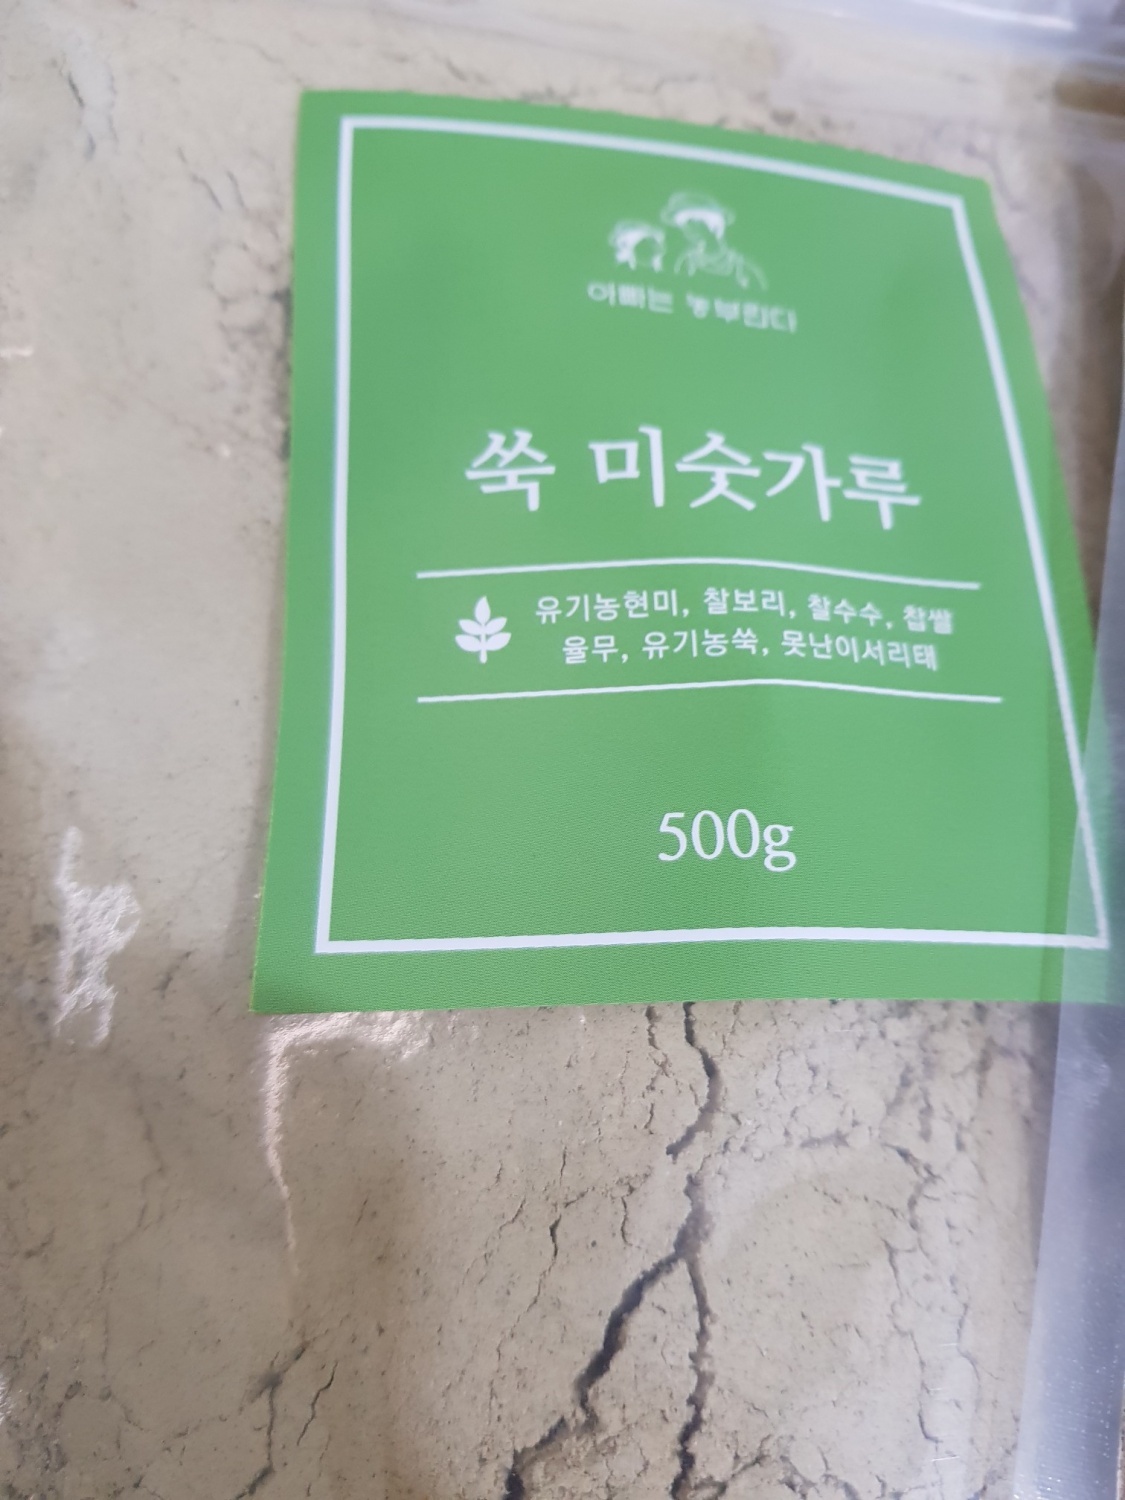 아빠는 농부란다
쑥 미숫가루
유기농현미, 찰보리, 찰수수, 찹쌀
율무, 유기농쑥, 못난이서리태
500g